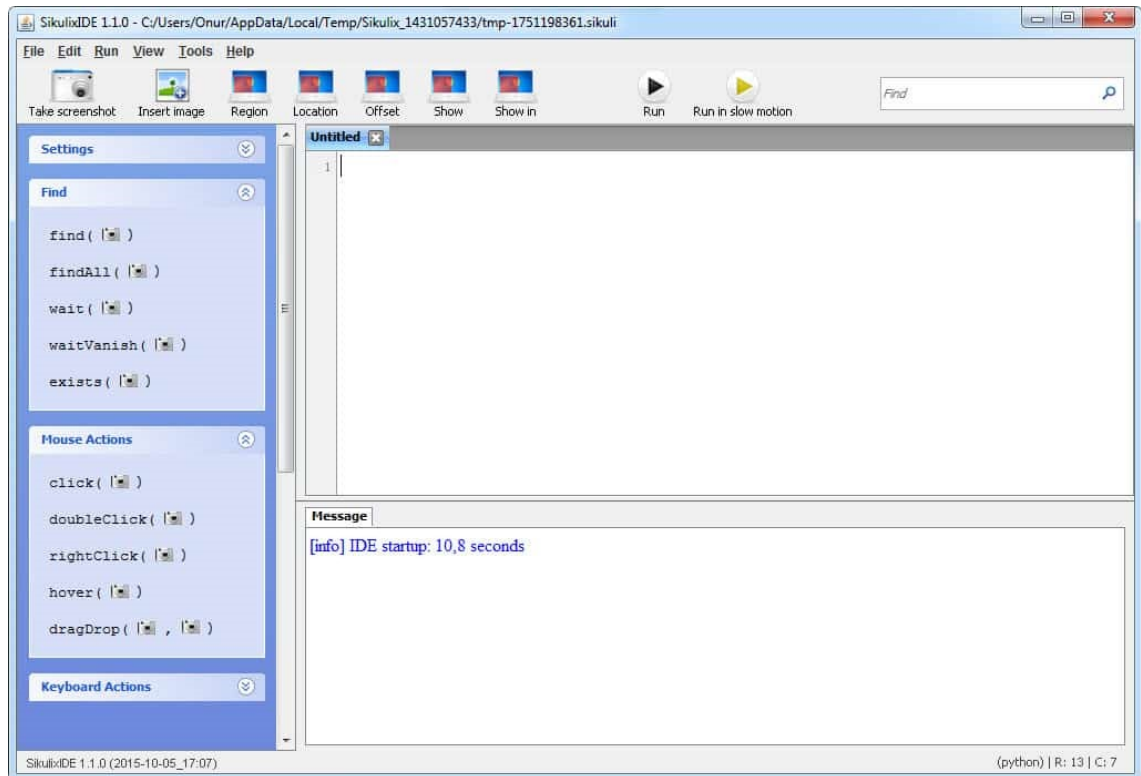 SikulixIDE 1.1.0 - C:/Users/Onur/AppData/Local/Temp/Sikulix_1431057433/tmp-1751198361.sikuli
File Edit Run View Tools Help
Take screenshot Insert image Region Location Offset Show Show in Run Run in slow motion Find
Settings
Find
find( )
findAll( )
wait( )
waitVanish( )
exists( )
Mouse Actions
click( )
doubleClick( )
rightClick( )
hover( )
dragDrop( , )
Keyboard Actions
Untitled
1
Message
[info] IDE startup: 10,8 seconds
SikulixIDE 1.1.0 (2015-10-05_17:07) (python) | R: 13 | C: 7